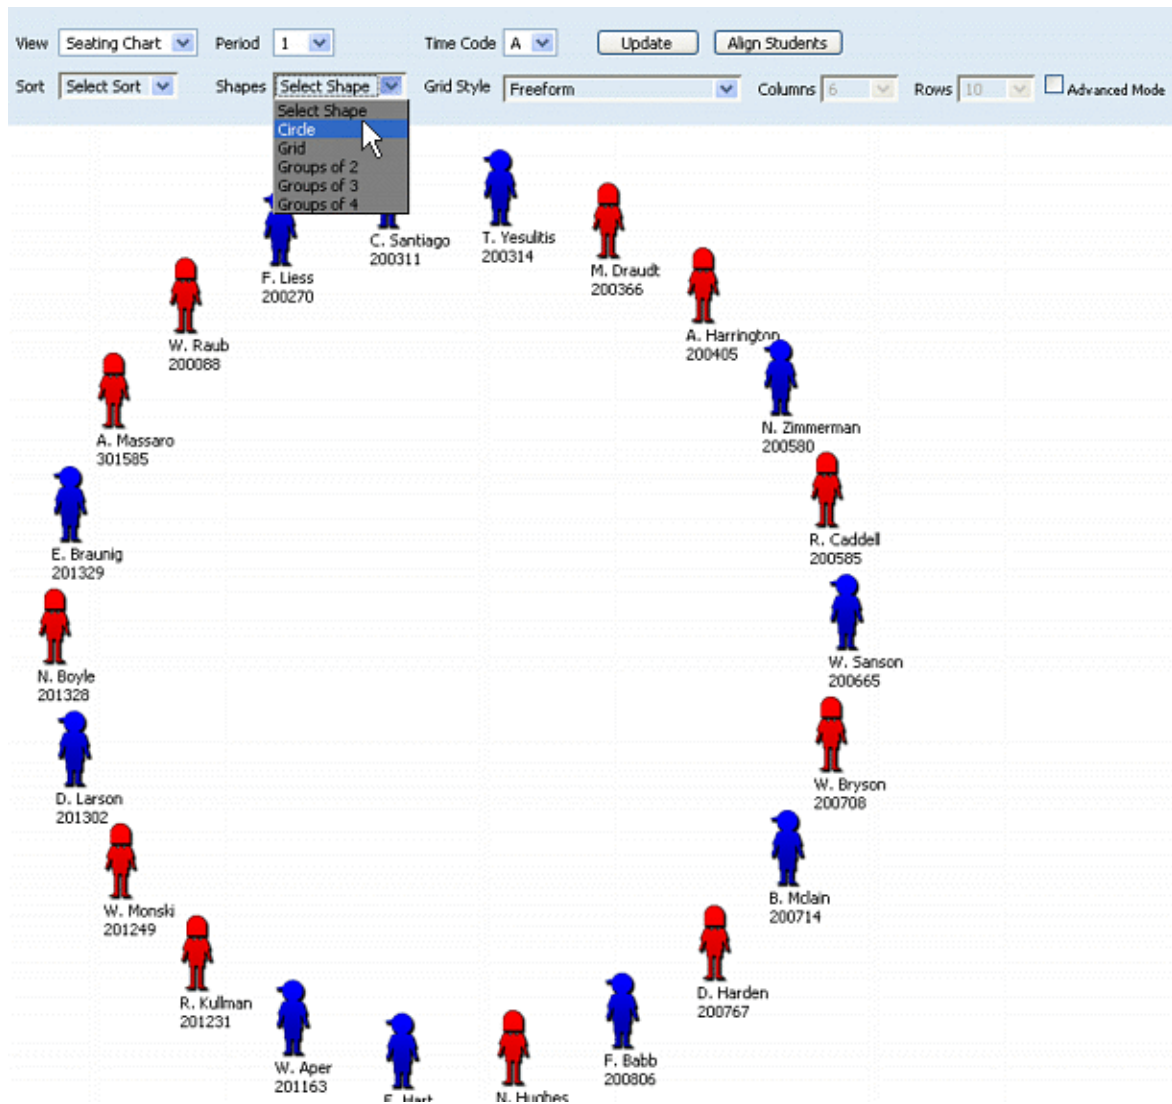 View Seating Chart Period 1 Time Code A Update Align Students
Sort Select Sort Shapes Select Shape Grid Style Freeform Columns 6 Rows 10 Advanced Mode
Select Shape
Circle
Grid
Groups of 2
Groups of 3
Groups of 4
C. Santiago
200311
T. Yesulitis
200314
F. Liess
200270
M. Draudt
200366
W. Raub
200088
A. Harrington
200405
A. Massaro
301585
N. Zimmerman
200580
E. Braunig
201329
R. Caddell
200585
N. Boyle
201328
W. Sanson
200665
D. Larson
201302
W. Bryson
200708
W. Monski
201249
B. Mclain
200714
R. Kullman
201231
D. Harden
200767
W. Aper
201163
F. Babb
200806
Hart
N. Hughes